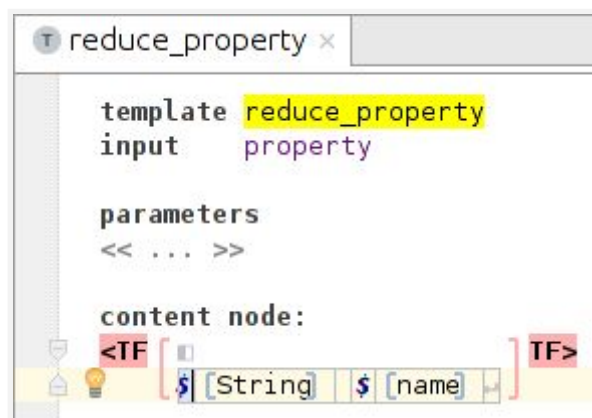 T reduce_property ×
template reduce_property
input property
parameters
<< ... >>
content node:
<TF [ ] TF>
$[String] $[name]